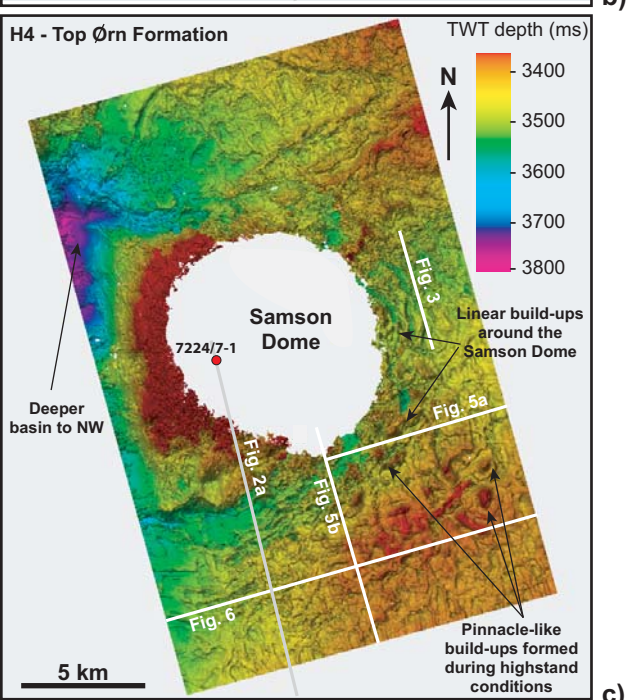 b)
H4 - Top Ørn Formation
TWT depth (ms)
N
3400
3500
3600
3700
3800
Fig. 3
Samson
Dome
7224/7-1
Linear build-ups
around the
Samson Dome
Deeper
basin to NW
Fig. 5a
Fig. 2a
Fig. 5b
Fig. 6
Pinnacle-like
build-ups formed
during highstand
conditions
5 km
c)